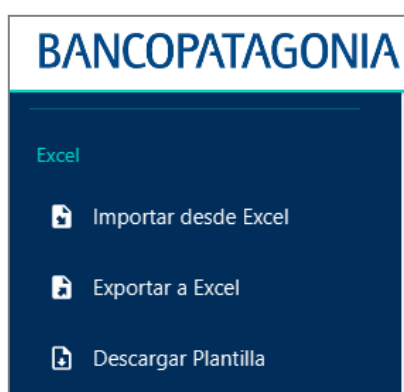 BANCOPATAGONIA
Excel
Importar desde Excel
Exportar a Excel
Descargar Plantilla